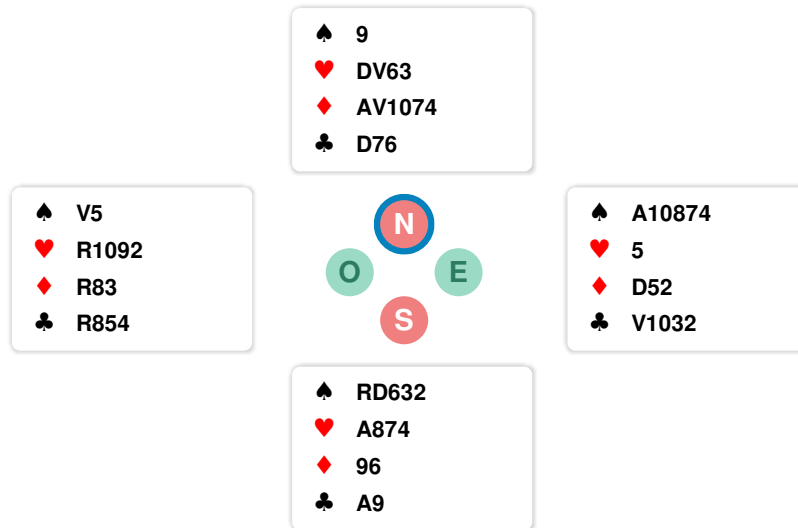 ♠ 9
♥ DV63
♦ AV1074
♣ D76
♠ V5
♥ R1092
♦ R83
♣ R854
N
O E
S
♠ A10874
♥ 5
♦ D52
♣ V1032
♠ RD632
♥ A874
♦ 96
♣ A9